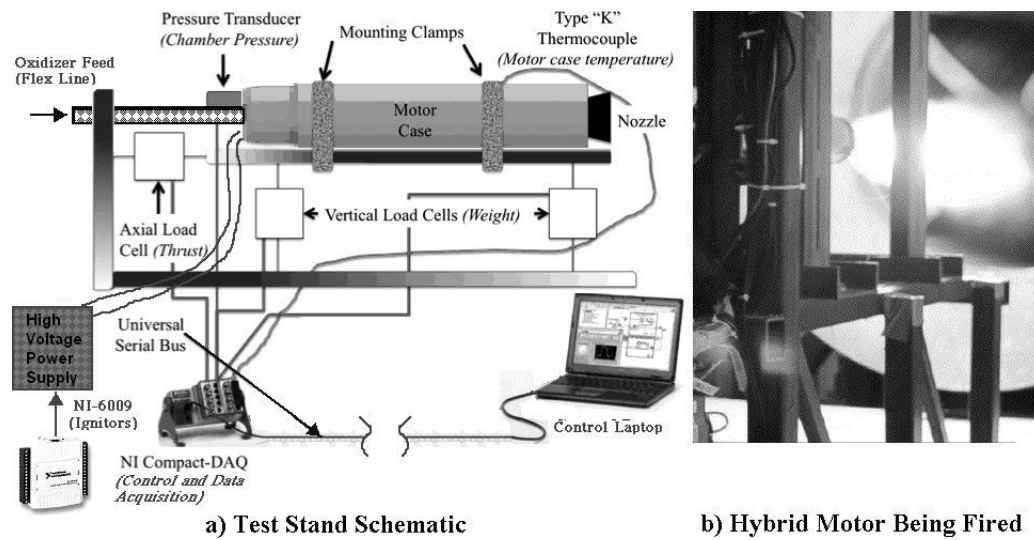 Pressure Transducer
(Chamber Pressure)
Mounting Clamps
Type “K”
Thermocouple
(Motor case temperature)
Oxidizer Feed
(Flex Line)
Motor
Case
Nozzle
Axial Load
Cell (Thrust)
Vertical Load Cells (Weight)
High
Voltage
Power
Supply
Universal
Serial Bus
NI-6009
(Ignitors)
Control Laptop
NI Compact-DAQ
(Control and Data
Acquisition)
a) Test Stand Schematic
b) Hybrid Motor Being Fired